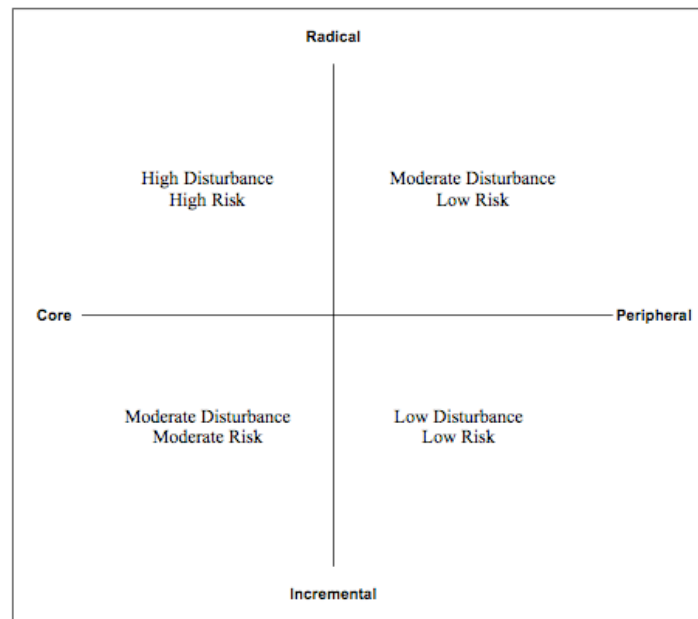 Radical
High Disturbance
High Risk
Moderate Disturbance
Low Risk
Core
Peripheral
Moderate Disturbance
Moderate Risk
Low Disturbance
Low Risk
Incremental